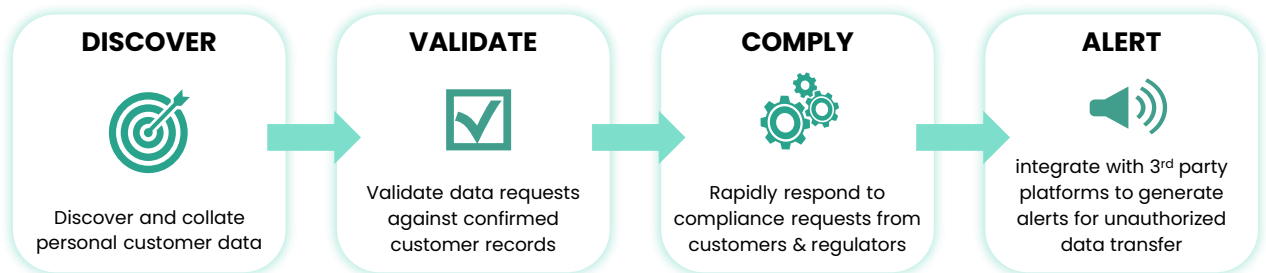 DISCOVER
Discover and collate
personal customer data
VALIDATE
Validate data requests
against confirmed
customer records
COMPLY
Rapidly respond to
compliance requests from
customers & regulators
ALERT
integrate with 3rd party
platforms to generate
alerts for unauthorized
data transfer